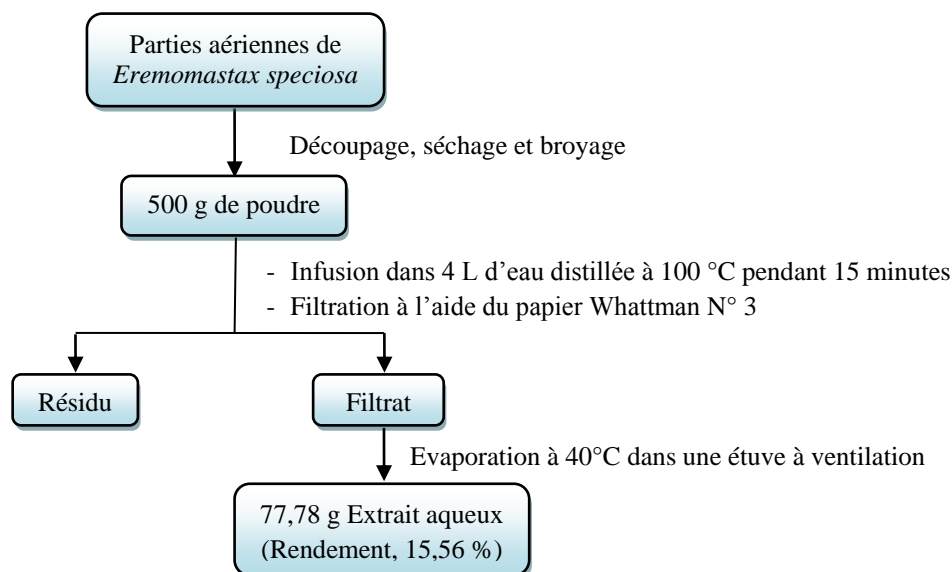 Parties aériennes de
Eremomastax speciosa
Découpage, séchage et broyage
500 g de poudre
- Infusion dans 4 L d’eau distillée à 100 °C pendant 15 minutes
- Filtration à l’aide du papier Whattman N° 3
Résidu
Filtrat
Evaporation à 40°C dans une étuve à ventilation
77,78 g Extrait aqueux
(Rendement, 15,56 %)